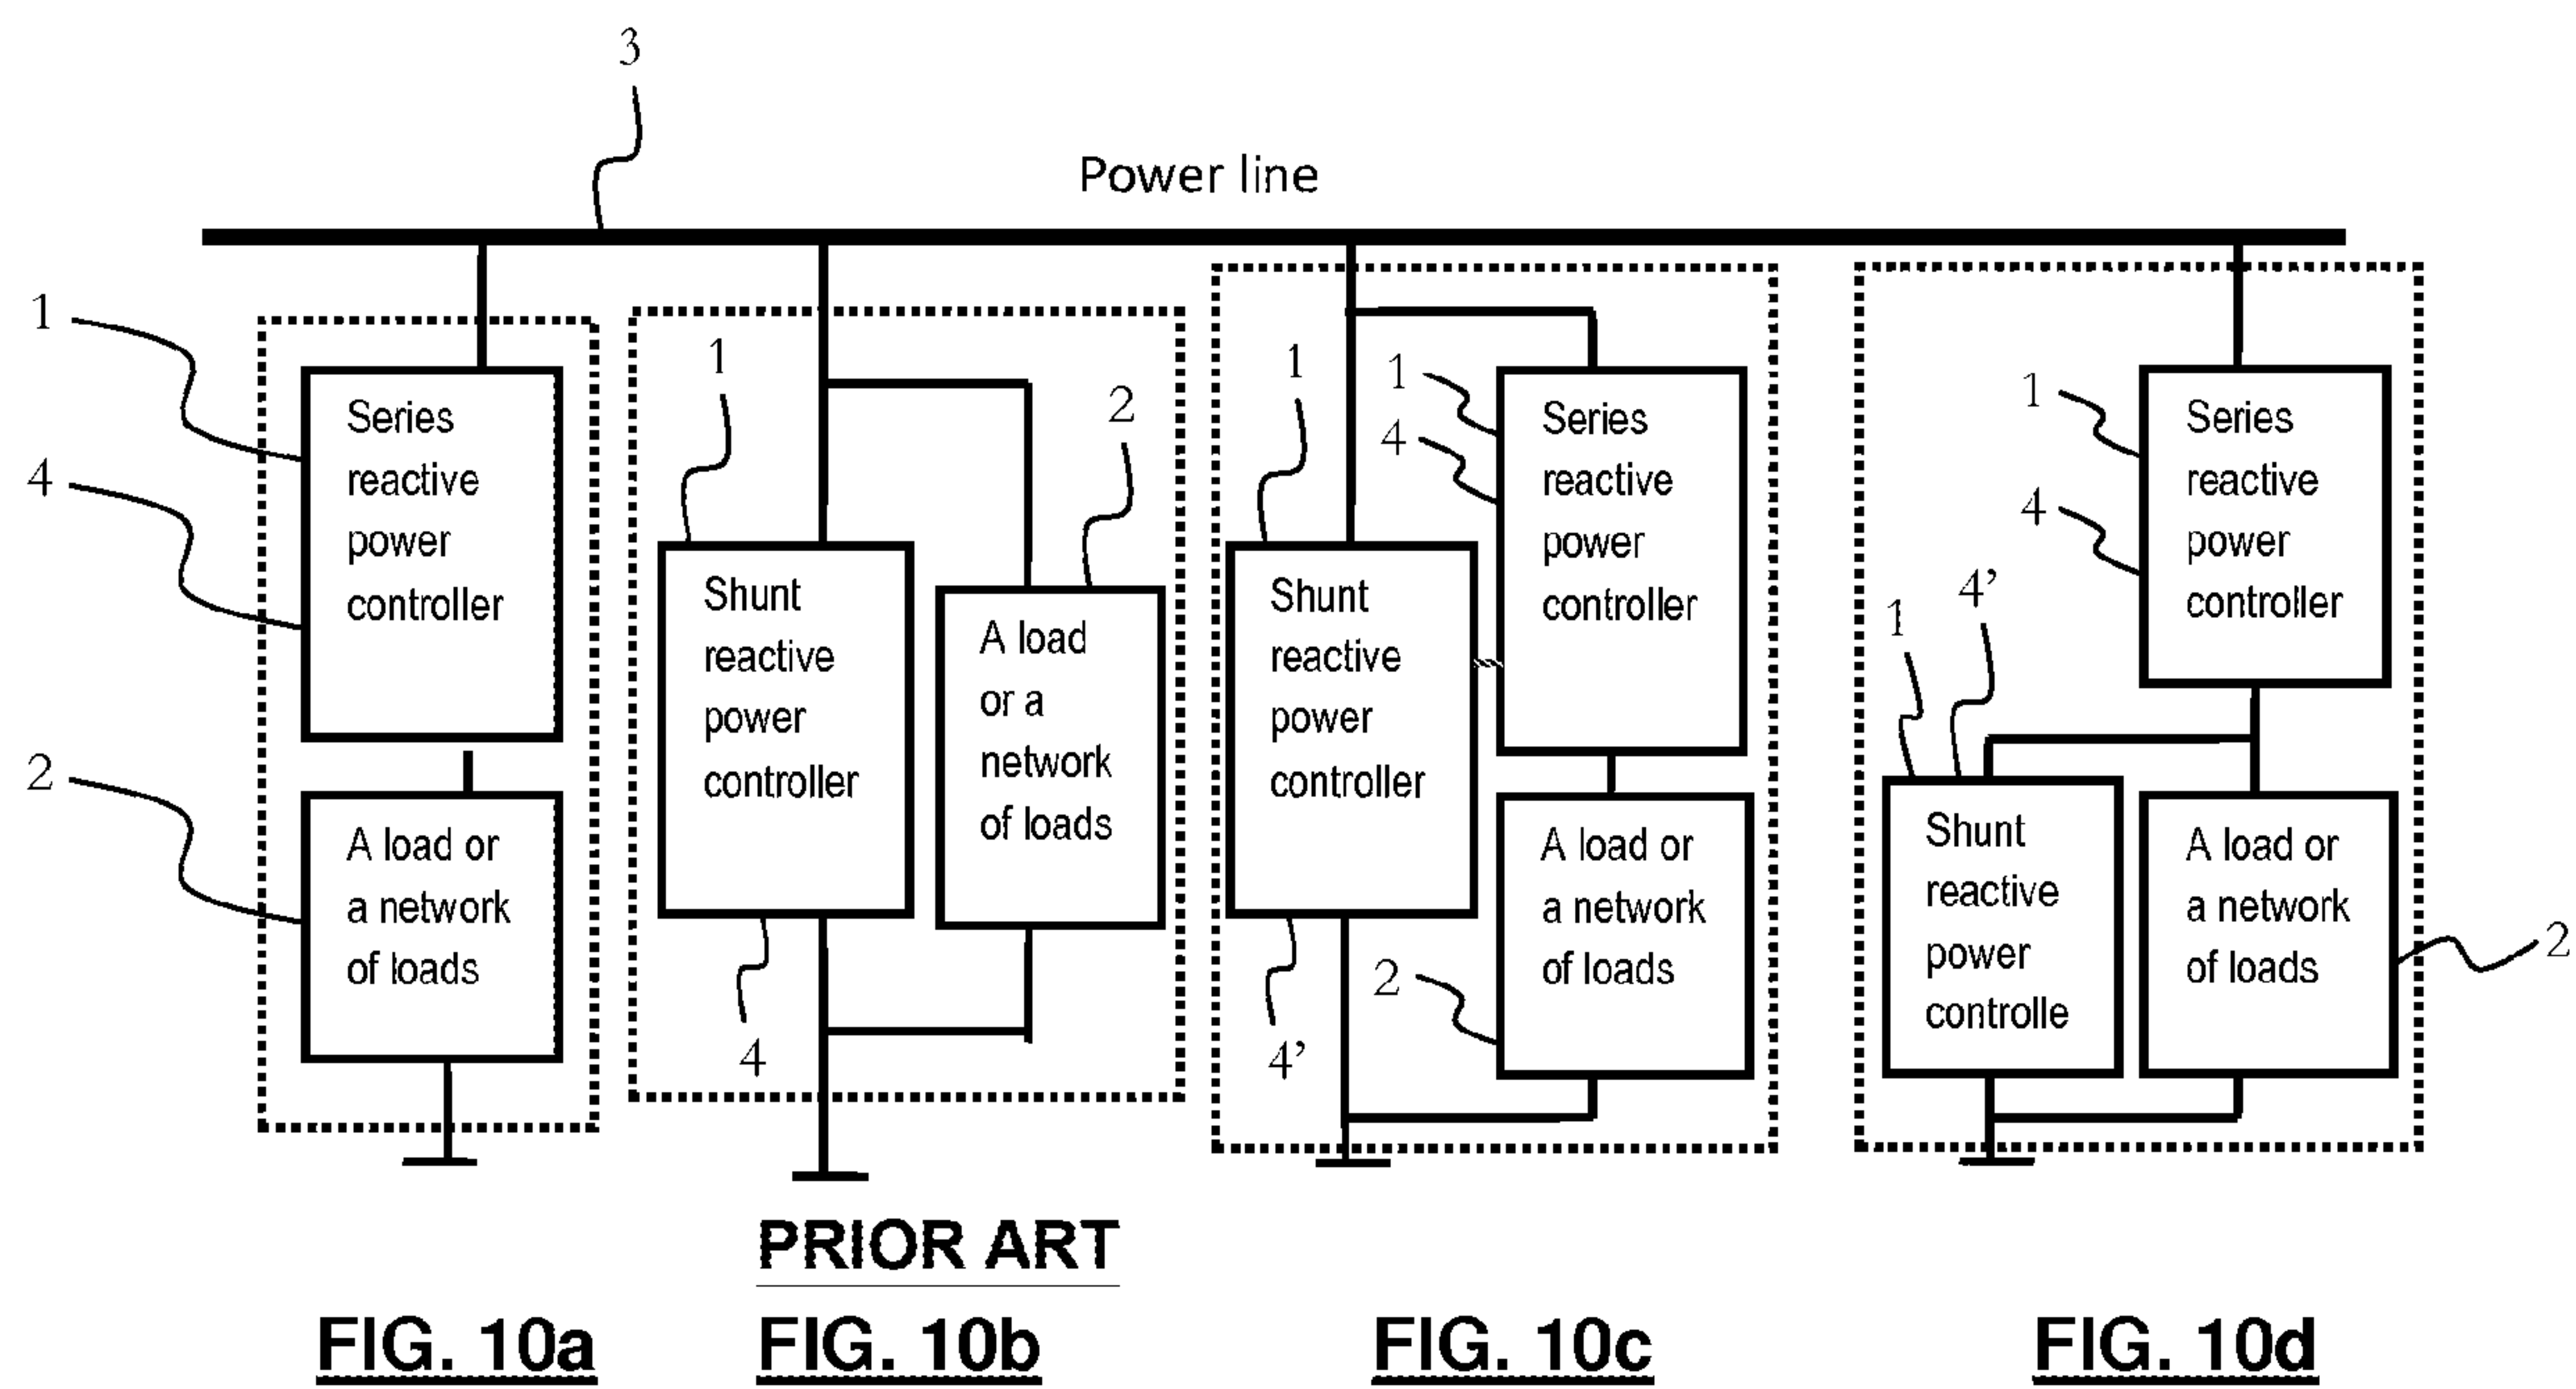 3
Power line
1
4
2
Series
reactive
power
controller
A load or
a network
of loads
1
2
Shunt
reactive
power
controller
A load
or a
network
of loads
4
1
1
4
Series
reactive
power
controller
Shunt
reactive
power
controller
A load or
a network
of loads
2
4’
1
4
Series
reactive
power
controller
1
4’
Shunt
reactive
power
controlle
A load or
a network
of loads
2
PRIOR ART
FIG. 10a
FIG. 10b
FIG. 10c
FIG. 10d